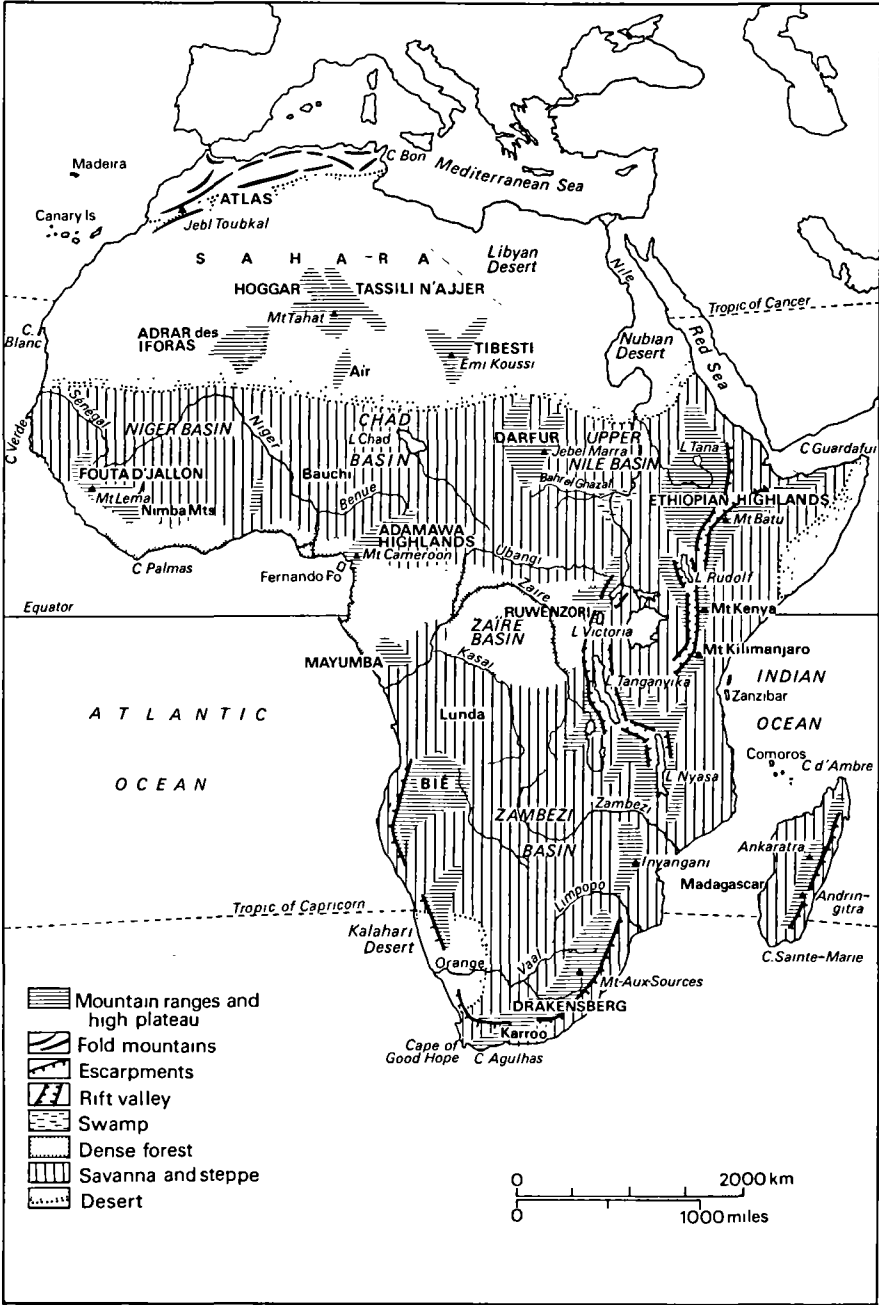 Madeira
C Bon
Mediterranean Sea
ATLAS
Jebl Toubkal
Canary Is
SAHARA
Libyan
Desert
Nile
HOGGAR
TASSILI N'AJJER
Mt Tahat
Tropic of Cancer
Red Sea
C.
Blanc
ADRAR des
IFORAS
Air
TIBESTI
Emi Koussi
Nubian
Desert
C Verde
Sénégal
NIGER BASIN
Niger
CHAD
L Chad
BASIN
DARFUR
Jebel Marra
UPPER
NILE BASIN
Bahr el Ghazal
L Tana
C Guardafui
FOUTA D'JALLON
Mt Lema
Nimba Mts
Bauchi
Benue
ETHIOPIAN HIGHLANDS
Mt Batu
ADAMAWA
HIGHLANDS
Mt Cameroon
C Palmas
Fernando Po
Ubangi
L Rudolf
Equator
Zaire
RUWENZORI
Mt Kenya
ZAÏRE
BASIN
L Victoria
MAYUMBA
Kasai
Mt Kilimanjaro
L Tanganyika
INDIAN
Zanzibar
OCEAN
ATLANTIC
OCEAN
Lunda
Comoros
C d'Ambre
BIÉ
L Nyasa
Zambezi
ZAMBEZI
BASIN
Inyangani
Ankaratra
Madagascar
Andrin-
gitra
Limpopo
Tropic of Capricorn
Kalahari
Desert
C. Sainte-Marie
Orange
Vaal
Mt-Aux-Sources
DRAKENSBERG
Karroo
Cape of
Good Hope
C Agulhas
Mountain ranges and
high plateau
Fold mountains
Escarpments
Rift valley
Swamp
Dense forest
Savanna and steppe
Desert
0 2000 km
0 1000 miles